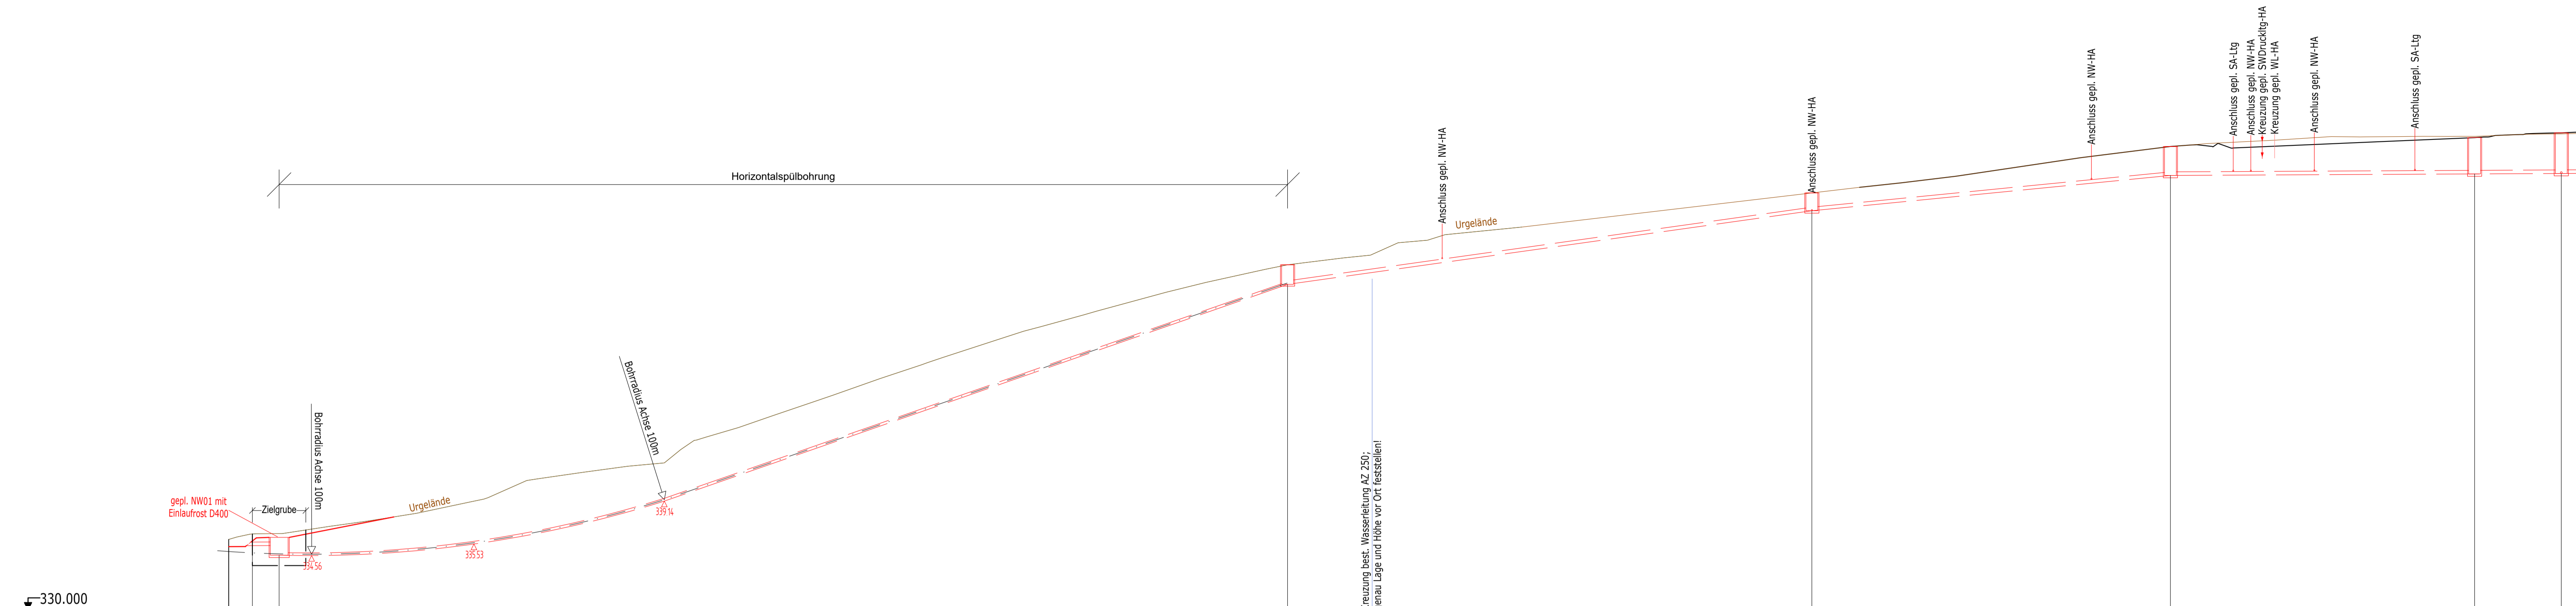 Horizontalspülbohrung
Anschluss gepl. NW-HA
Anschluss gepl. NW-HA
Anschluss gepl. NW-HA
Anschluss gepl. SA-Ltg
Anschluss gepl. NW-HA
Kreuzung gepl. SWDruckltg-HA
Kreuzung gepl. WL-HA
Anschluss gepl. NW-HA
Anschluss gepl. SA-Ltg
Urgelände
Bohrradius Achse 100m
Bohrradius Achse 100m
gepl. NW01 mit
Einlaufrost D400
Zielgrube
Urgelände
339.14
335.53
334.56
Kreuzung best. Wasserleitung AZ 250;
genau Lage und Höhe vor Ort feststellen!
330.000